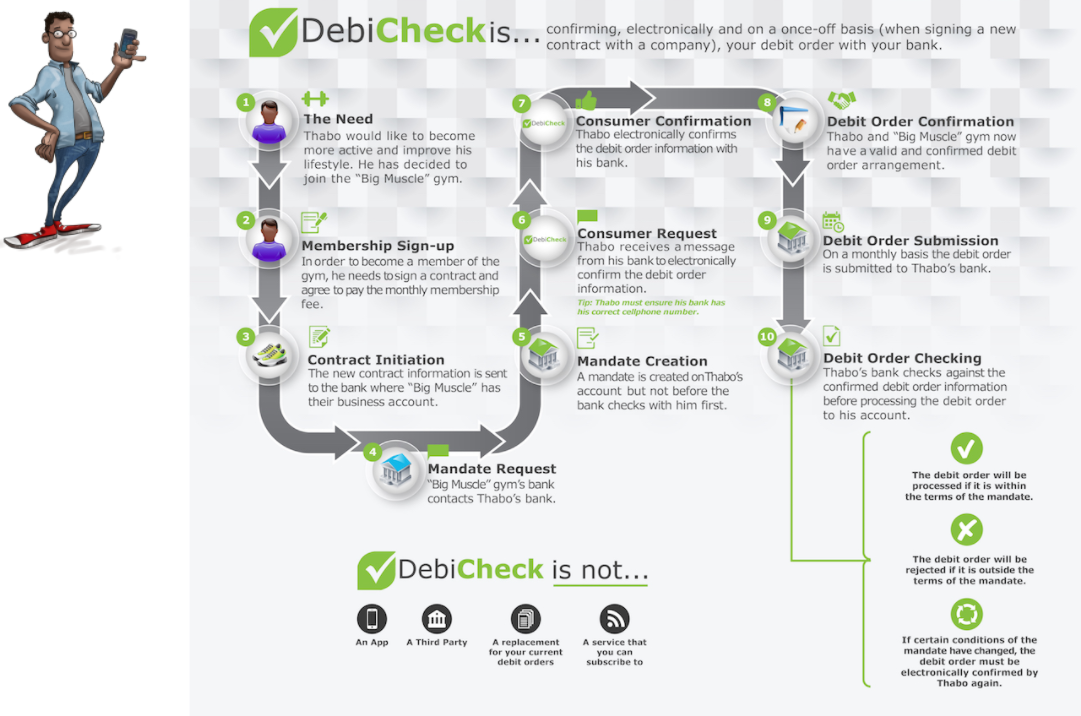 DebiCheck is...
confirming, electronically and on a once-off basis (when signing a new
contract with a company), your debit order with your bank.
1
The Need
Thabo would like to become
more active and improve his
lifestyle. He has decided to
join the “Big Muscle” gym.
2
Membership Sign-up
In order to become a member of the
gym, he needs to sign a contract and
agree to pay the monthly membership
fee.
3
Contract Initiation
The new contract information is sent
to the bank where “Big Muscle” has
their business account.
4
Mandate Request
“Big Muscle” gym's bank
contacts Thabo's bank.
5
Mandate Creation
A mandate is created on Thabo's
account but not before the
bank checks with him first.
6
DebiCheck
Consumer Request
Thabo receives a message
from his bank to electronically
confirm the debit order
information.
Tip: Thabo must ensure his bank has
his correct cellphone number.
7
DebiCheck
Consumer Confirmation
Thabo electronically confirms
the debit order information with
his bank.
8
Debit Order Confirmation
Thabo and “Big Muscle” gym now
have a valid and confirmed debit
order arrangement.
9
Debit Order Submission
On a monthly basis the debit order
is submitted to Thabo's bank.
10
Debit Order Checking
Thabo's bank checks against the
confirmed debit order information
before processing the debit order
to his account.
The debit order will be
processed if it is within
the terms of the mandate.
The debit order will be
rejected if it is outside the
terms of the mandate.
If certain conditions of the
mandate have changed, the
debit order must be
electronically confirmed by
Thabo again.
DebiCheck is not...
An App
A Third Party
A replacement
for your current
debit orders
A service that
you can
subscribe to